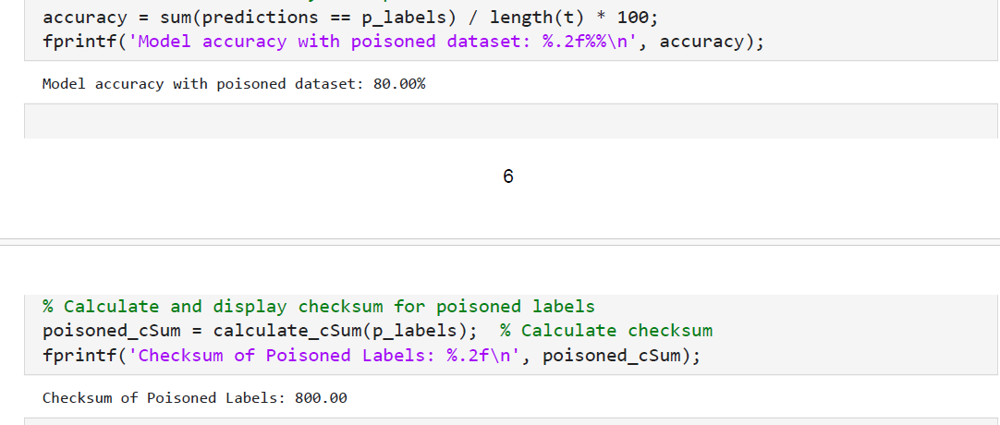 accuracy = sum(predictions == p_labels) / length(t) * 100;
fprintf('Model accuracy with poisoned dataset: %.2f%%\n', accuracy);
Model accuracy with poisoned dataset: 80.00%
6
% Calculate and display checksum for poisoned labels
poisoned_cSum = calculate_cSum(p_labels);  % Calculate checksum
fprintf('Checksum of Poisoned Labels: %.2f\n', poisoned_cSum);
Checksum of Poisoned Labels: 800.00